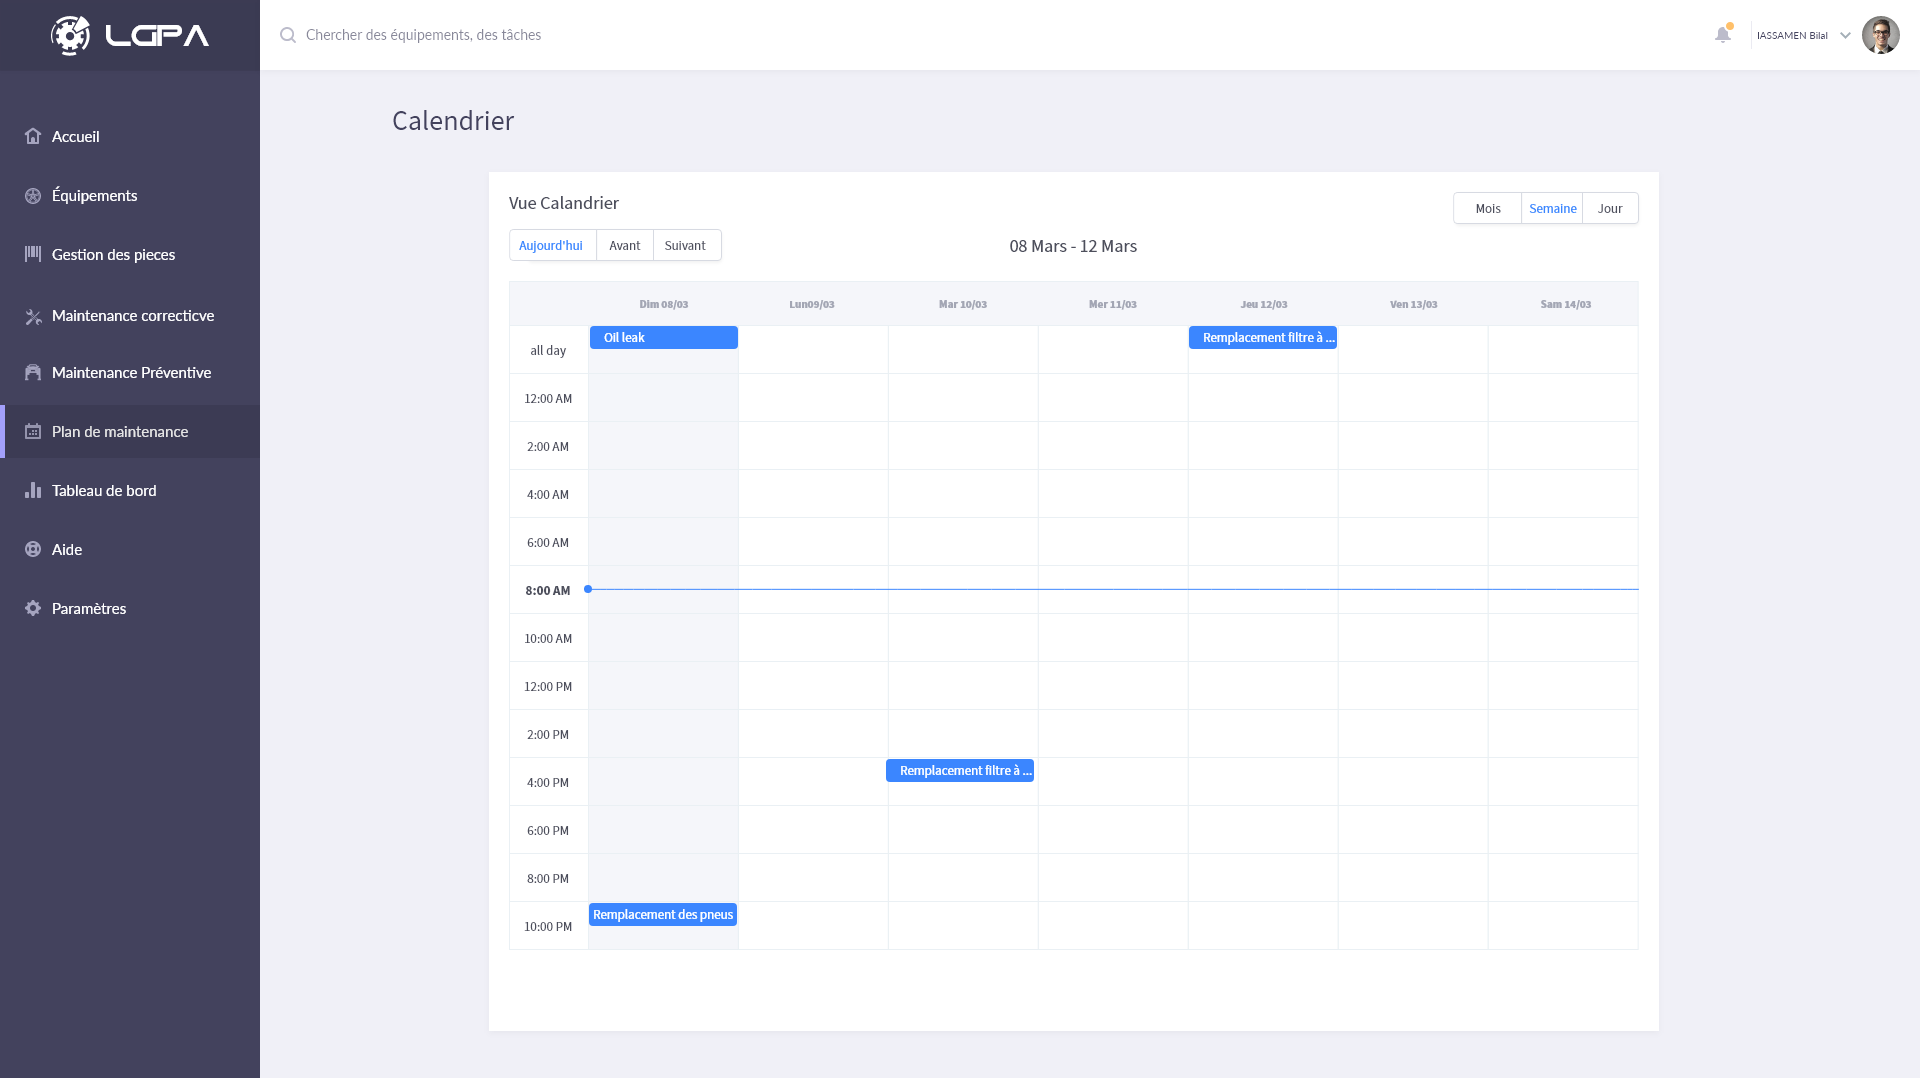 LGPA
Chercher des équipements, des tâches
IASSAMEN Bilal
Accueil
Équipements
Gestion des pieces
Maintenance correcticve
Maintenance Préventive
Plan de maintenance
Tableau de bord
Aide
Paramètres
Calendrier
Vue Calandrier
Mois Semaine Jour
Aujourd'hui Avant Suivant
08 Mars - 12 Mars
Dim 08/03 Lun09/03 Mar 10/03 Mer 11/03 Jeu 12/03 Ven 13/03 Sam 14/03
Oil leak Remplacement filtre à ...
all day
12:00 AM
2:00 AM
4:00 AM
6:00 AM
8:00 AM
10:00 AM
12:00 PM
2:00 PM
Remplacement filtre à ...
4:00 PM
6:00 PM
8:00 PM
Remplacement des pneus
10:00 PM